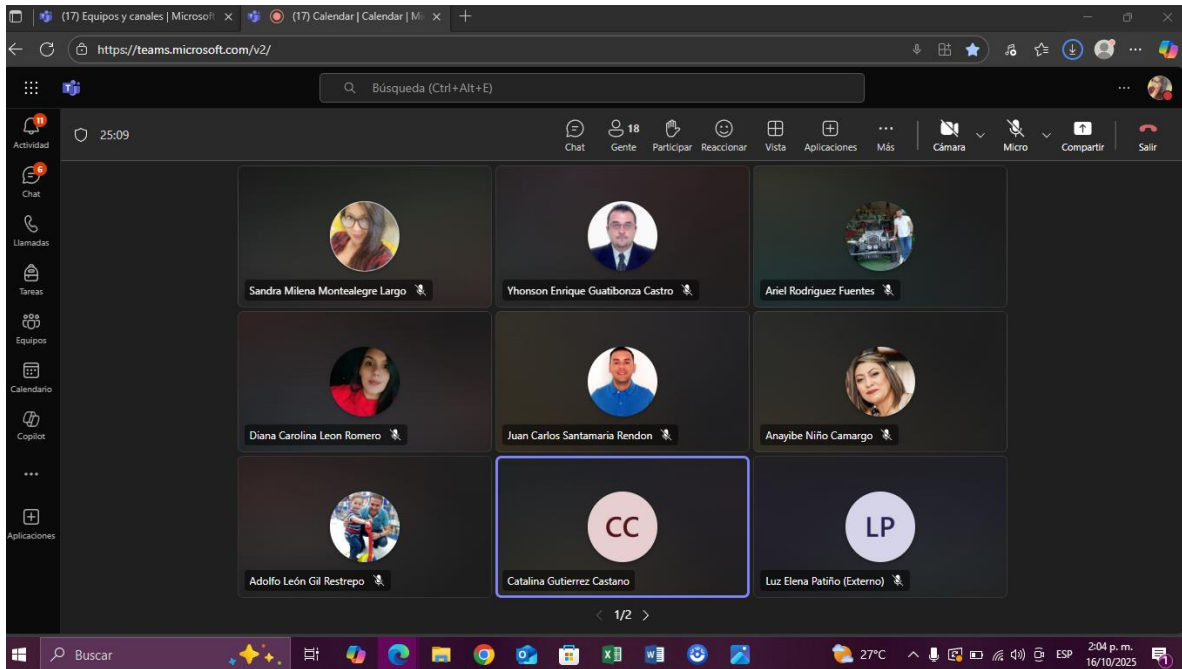 (17) Equipos y canales | Microsoft
(17) Calendar | Calendar | Mi
https://teams.microsoft.com/v2/
Búsqueda (Ctrl+Alt+E)
25:09
Chat
18
Gente
Participar
Reaccionar
Vista
Aplicaciones
Más
Cámara
Micro
Compartir
Salir
11
Actividad
6
Chat
Llamadas
Tareas
Equipos
Calendario
Copilot
Aplicaciones
Sandra Milena Montealegre Largo
Yhonson Enrique Guatibonza Castro
Ariel Rodriguez Fuentes
Diana Carolina Leon Romero
Juan Carlos Santamaria Rendon
Anayibe Niño Camargo
CC
LP
Adolfo León Gil Restrepo
Catalina Gutierrez Castano
Luz Elena Patiño (Externo)
1/2
Buscar
27°C
ESP
2:04 p. m.
16/10/2025